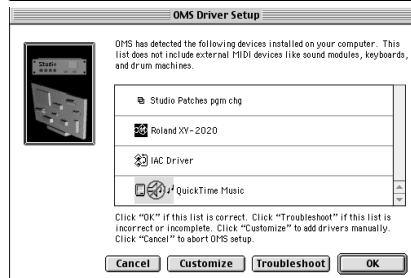 OMS Driver Setup
Studio
OMS has detected the following devices installed on your computer. This
list does not include external MIDI devices like sound modules, keyboards,
and drum machines.
Studio Patches pgm chg
Roland XV-2020
IAC Driver
QuickTime Music
Click “OK” if this list is correct. Click “Troubleshoot” if this list is
incorrect or incomplete. Click “Customize” to add drivers manually.
Click “Cancel” to abort OMS setup.
Cancel Customize Troubleshoot OK